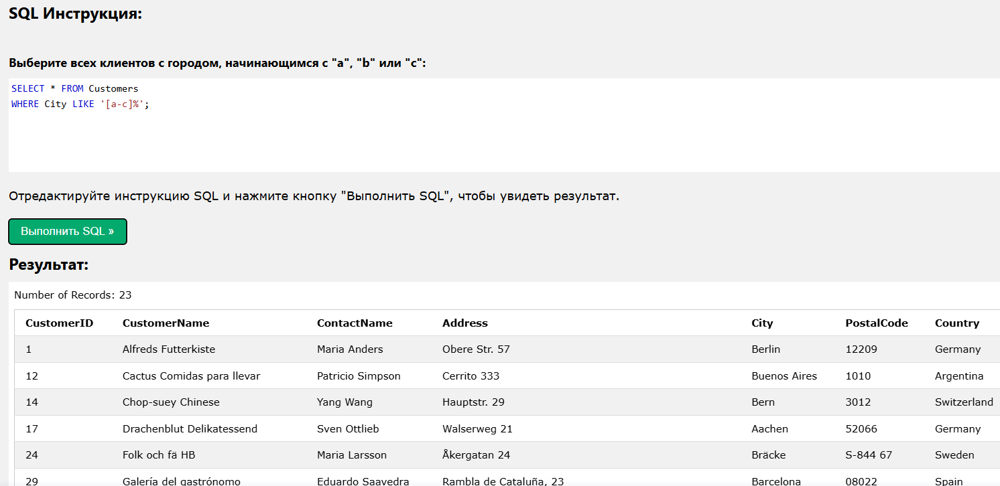 SQL Инструкция:
Выберите всех клиентов с городом, начинающимся с "a", "b" или "c":
SELECT * FROM Customers
WHERE City LIKE '[a-c]%';
Отредактируйте инструкцию SQL и нажмите кнопку "Выполнить SQL", чтобы увидеть результат.
Выполнить SQL »
Результат:
Number of Records: 23
CustomerID CustomerName ContactName Address City PostalCode Country
1 Alfreds Futterkiste Maria Anders Obere Str. 57 Berlin 12209 Germany
12 Cactus Comidas para llevar Patricio Simpson Cerrito 333 Buenos Aires 1010 Argentina
14 Chop-suey Chinese Yang Wang Hauptstr. 29 Bern 3012 Switzerland
17 Drachenblut Delikatessend Sven Ottlieb Walserweg 21 Aachen 52066 Germany
24 Folk och fä HB Maria Larsson Åkergatan 24 Bräcke S-844 67 Sweden
29 Galería del gastrónomo Eduardo Saavedra Rambla de Cataluña, 23 Barcelona 08022 Spain